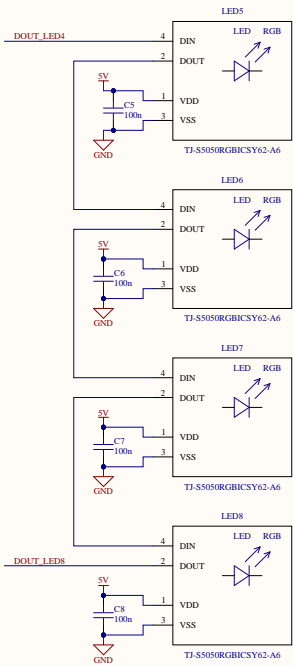 LED5
DOUT_LED4
4
DIN
LED RGB
2
DOUT
5V
1
VDD
C5
100n
3
VSS
GND
TJ-S5050RGBICSY62-A6
LED6
4
DIN
LED RGB
2
DOUT
5V
1
VDD
C6
100n
3
VSS
GND
TJ-S5050RGBICSY62-A6
LED7
4
DIN
LED RGB
2
DOUT
5V
1
VDD
C7
100n
3
VSS
GND
TJ-S5050RGBICSY62-A6
LED8
4
DIN
LED RGB
DOUT_LED8
2
DOUT
5V
1
VDD
C8
100n
3
VSS
GND
TJ-S5050RGBICSY62-A6